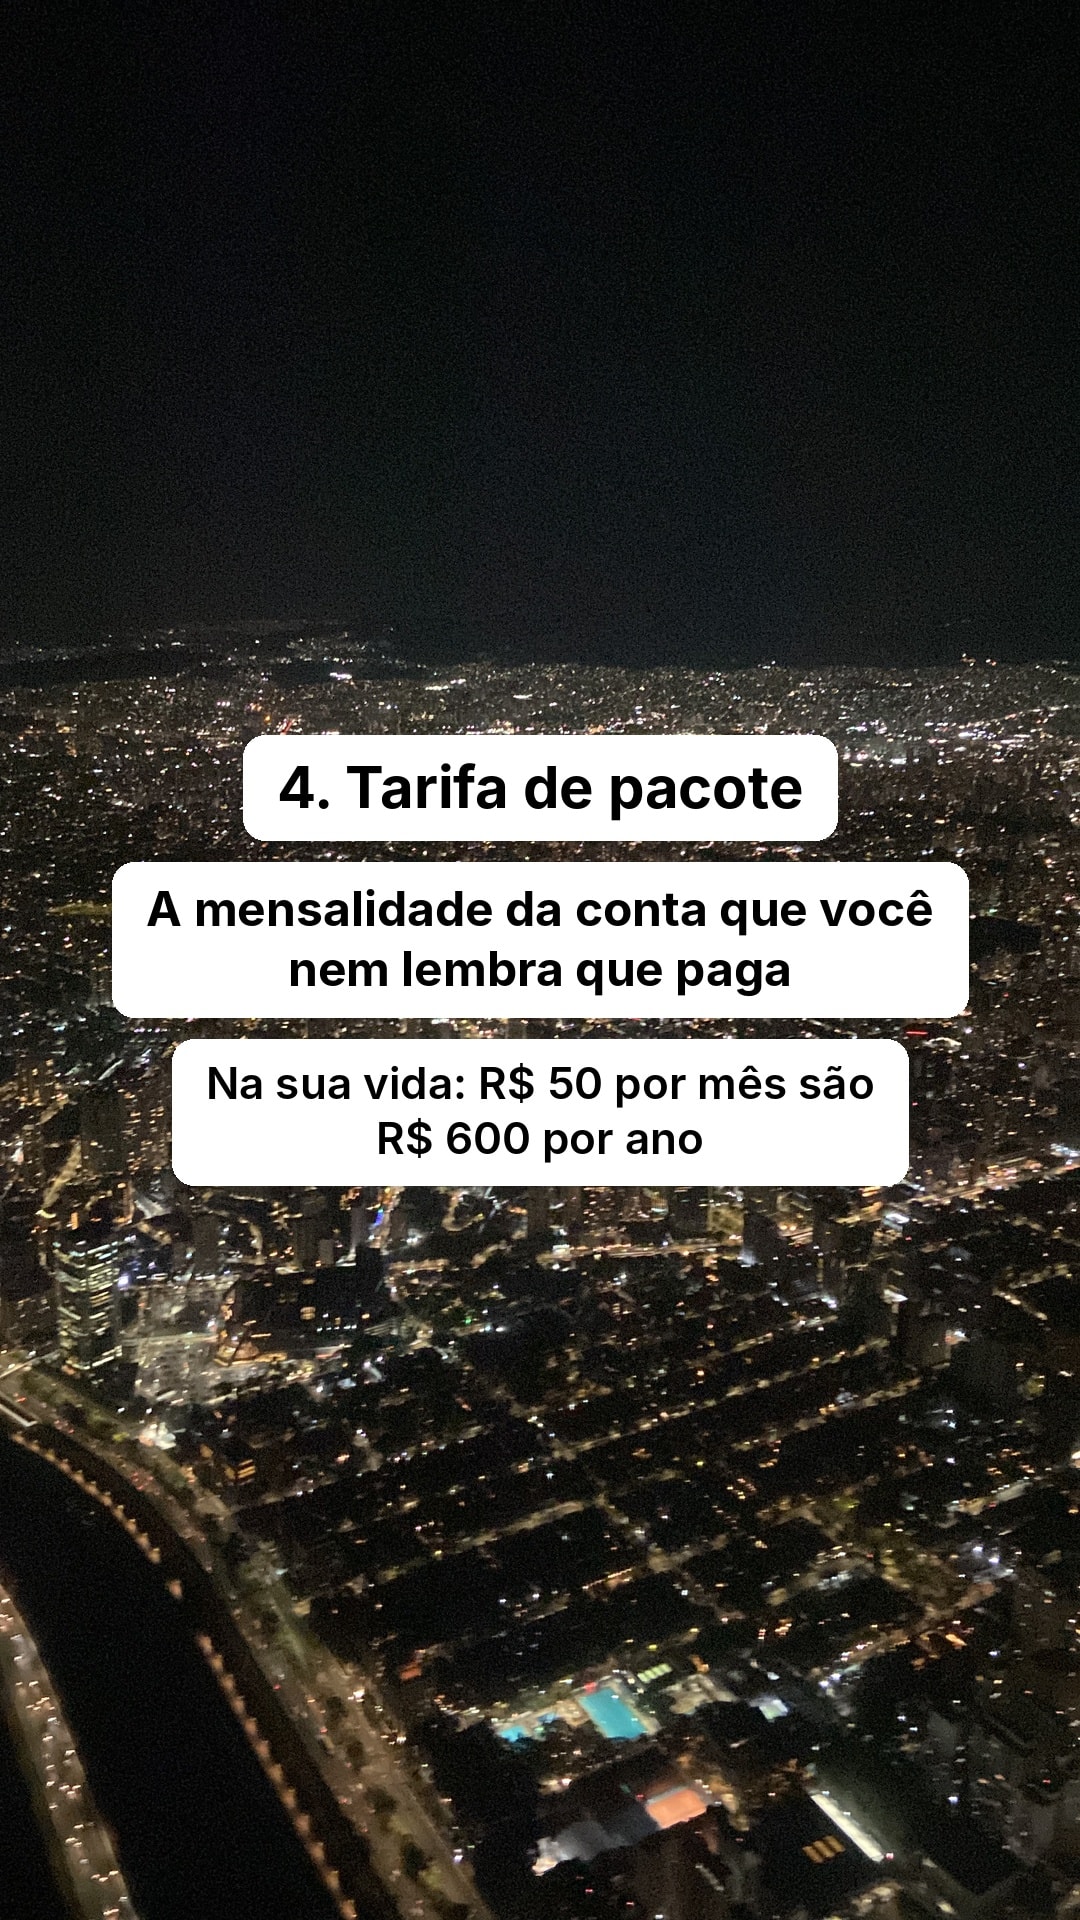 4. Tarifa de pacote
A mensalidade da conta que você
nem lembra que paga
Na sua vida: R$ 50 por mês são
R$ 600 por ano